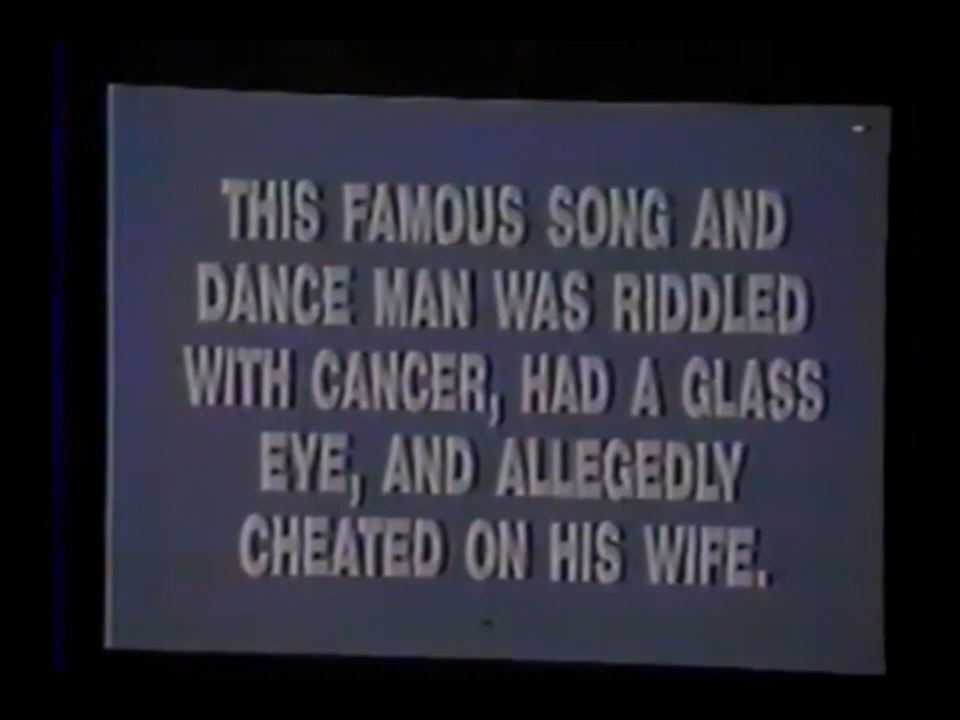 THIS FAMOUS SONG AND
DANCE MAN WAS RIDDLED
WITH CANCER, HAD A GLASS
EYE, AND ALLEGEDLY
CHEATED ON HIS WIFE.